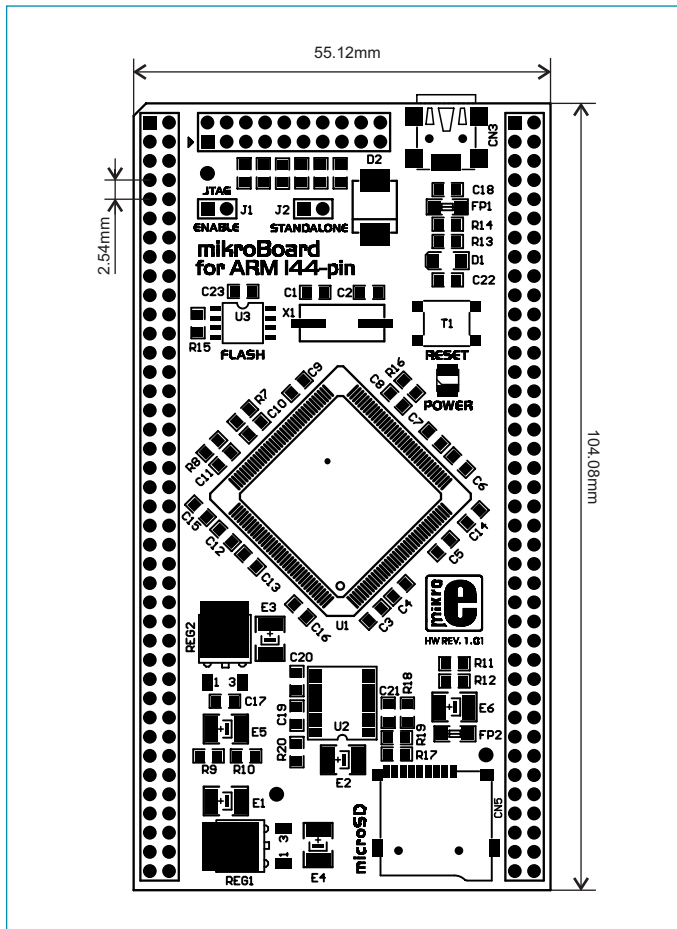 55.12mm
CN3
D2
C18
FP1
R14
R13
D1
C22
JTAG
J1
J2
ENABLE
STANDALONE
2.54mm
mikroBoard
for ARM 144-pin
C23
C1
C2
U3
X1
T1
R15
FLASH
RESET
POWER
C9
R16
C8
R7
C10
C7
R8
C11
C6
C15
C12
C13
C14
C5
104.08mm
C16
U1
C3
C4
mikro
e
HW REV. 1.01
REG2
E3
1 3
C17
C20
C19
R20
U2
C21
R18
R19
R17
R11
R12
E6
FP2
E5
R9
R10
E2
E1
3
1
REG1
E4
microSD
CN5